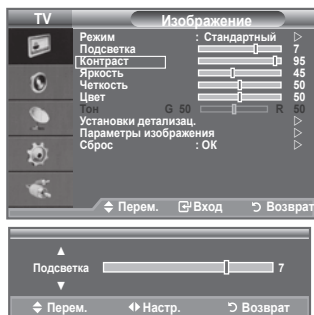 TV Изображение
Режим : Стандартный
Подсветка 7
Контраст 95
Яркость 45
Четкость 50
Цвет 50
Тон G 50 R 50
Установки детализац.
Параметры изображения
Сброс : ОК
Перем. Вход Возврат
Подсветка 7
Перем. Настр. Возврат